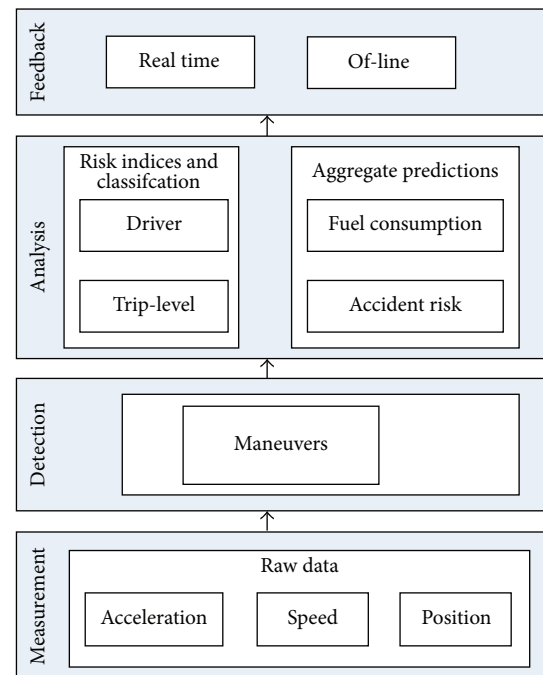 Feedback
Real time
Of-line
Analysis
Risk indices and
classifcation
Driver
Trip-level
Aggregate predictions
Fuel consumption
Accident risk
Detection
Maneuvers
Measurement
Raw data
Acceleration
Speed
Position